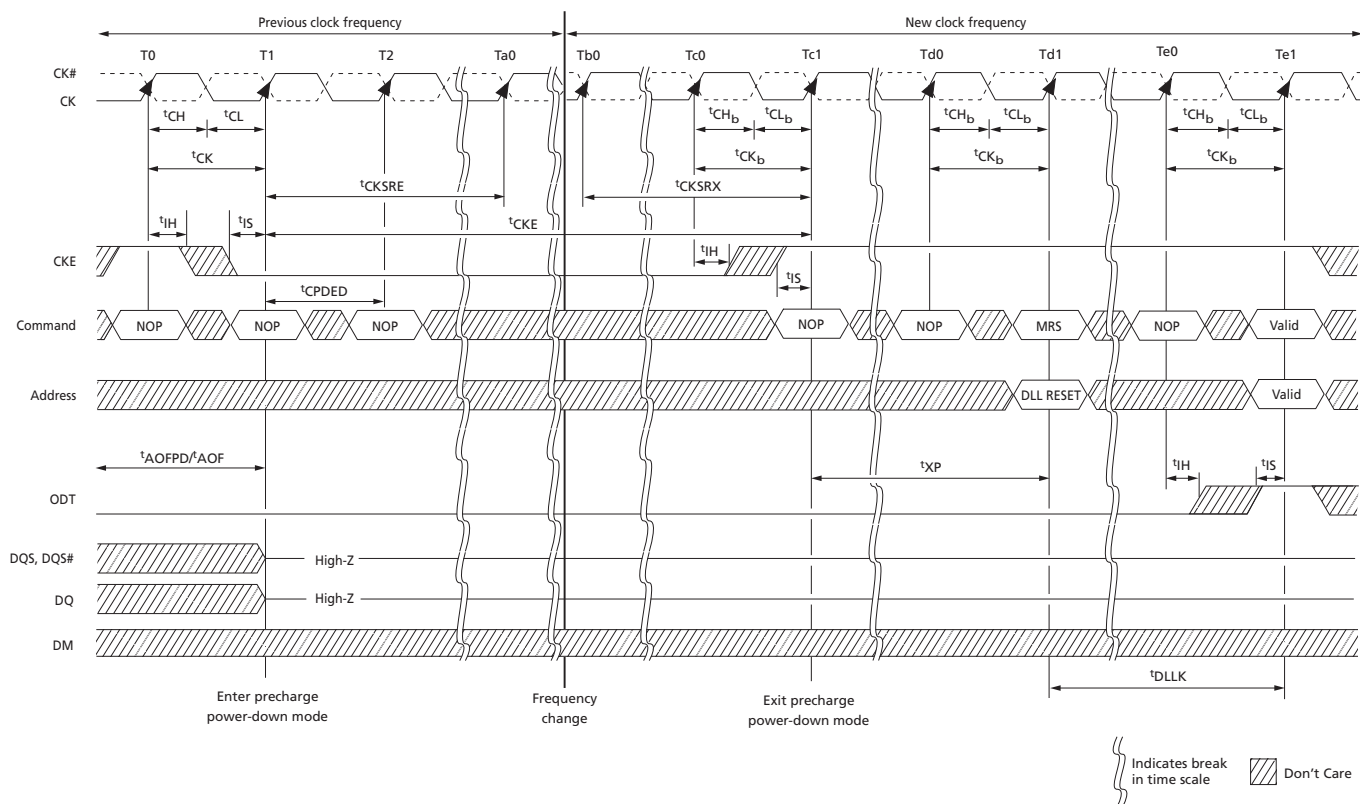 Previous clock frequency New clock frequency
T0 T1 T2 Ta0 Tb0 Tc0 Tc1 Td0 Td1 Te0 Te1
CK#
CK
tCH tCL tCHb tCLb tCHb tCLb tCHb tCLb
tCK tCKb tCKb tCKb
tCKSRE tCKSRX
tIH tIS tCKE
CKE tIH
tIS
tCPDED
Command NOP NOP NOP NOP NOP MRS NOP Valid
Address DLL RESET Valid
tAOFPD/tAOF tXP tIH tIS
ODT
DQS, DQS# High-Z
DQ High-Z
DM
tDLLK
Enter precharge
power-down mode
Frequency
change
Exit precharge
power-down mode
Indicates break
in time scale
Don't Care